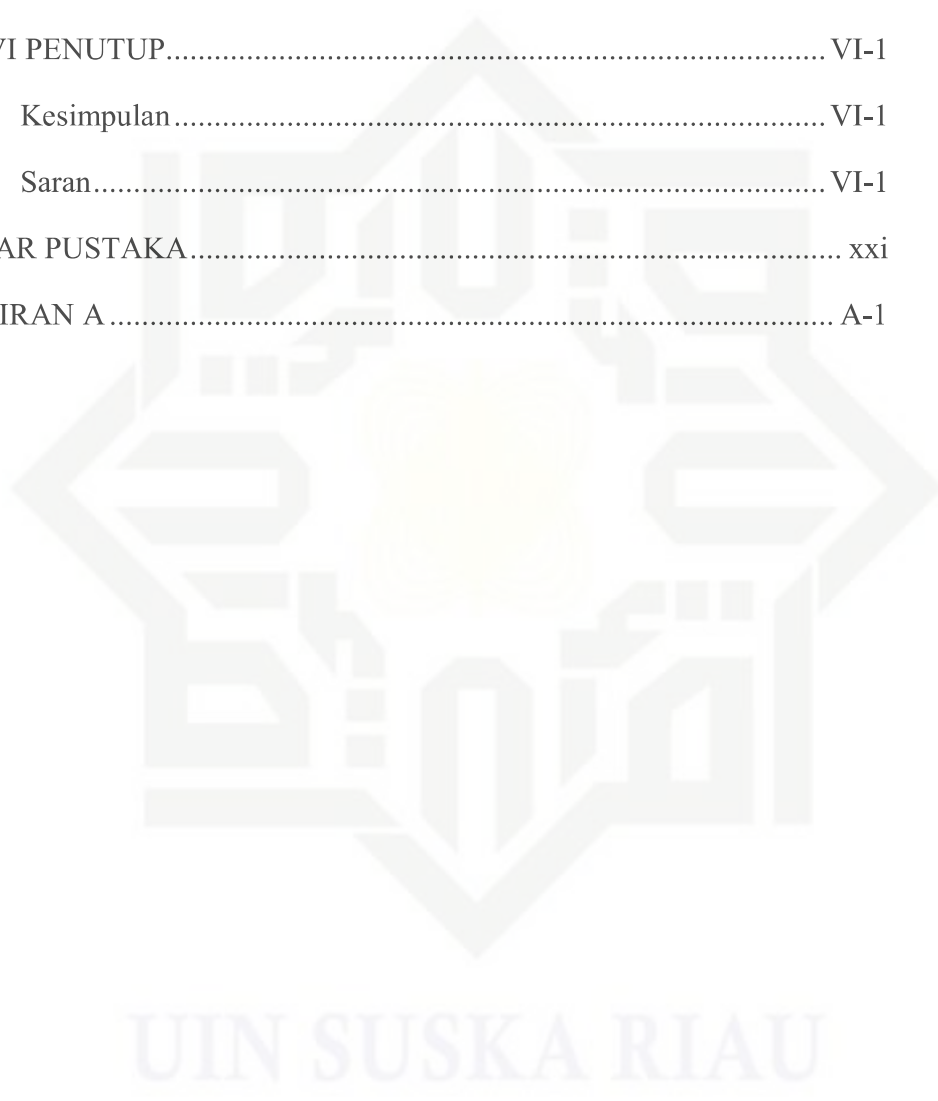 VI PENUTUP.......... VI-1
Kesimpulan.......... VI-1
Saran.......... VI-1
AR PUSTAKA.......... xxi
IRAN A.......... A-1
UIN SUSKA RIAU